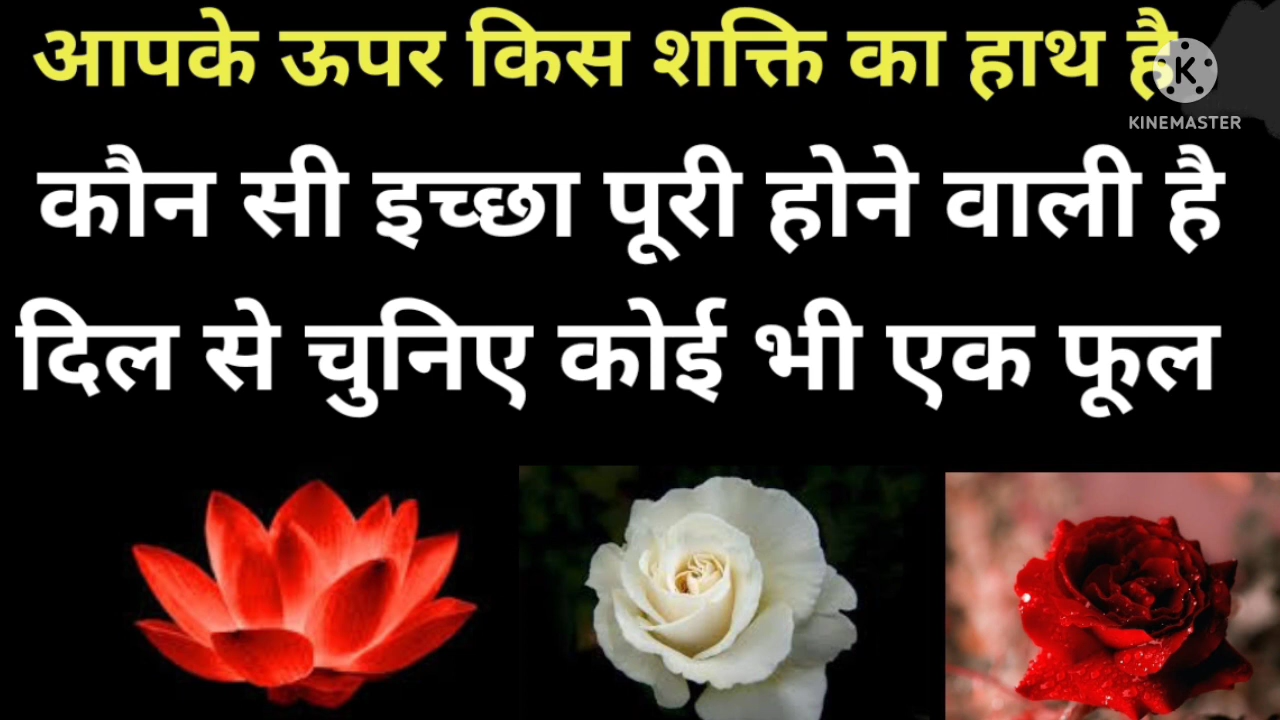 आपके ऊपर किस शक्ति का हाथ है
KINEMASTER
कौन सी इच्छा पूरी होने वाली है
दिल से चुनिए कोई भी एक फूल